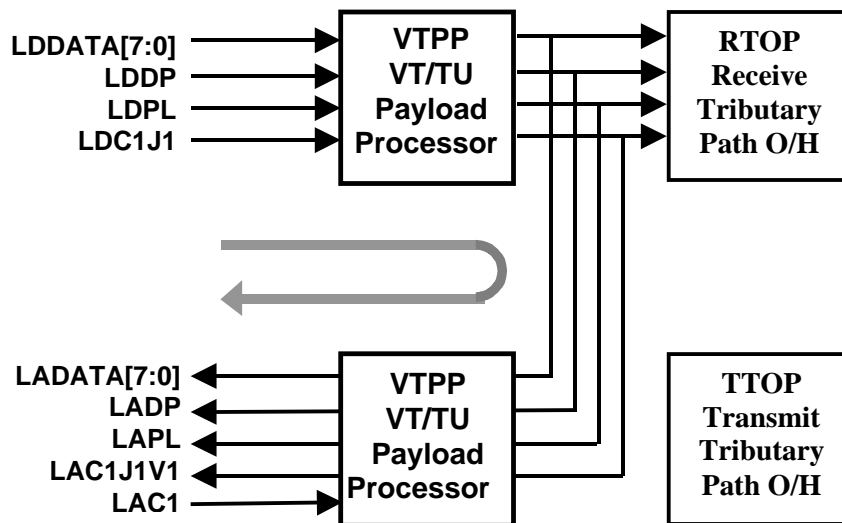 LDDATA[7:0]
LDDP
LDPL
LDC1J1
VTPP
VT/TU
Payload
Processor
RTOP
Receive
Tributary
Path O/H
LADATA[7:0]
LADP
LAPL
LAC1J1V1
LAC1
VTPP
VT/TU
Payload
Processor
TTOP
Transmit
Tributary
Path O/H